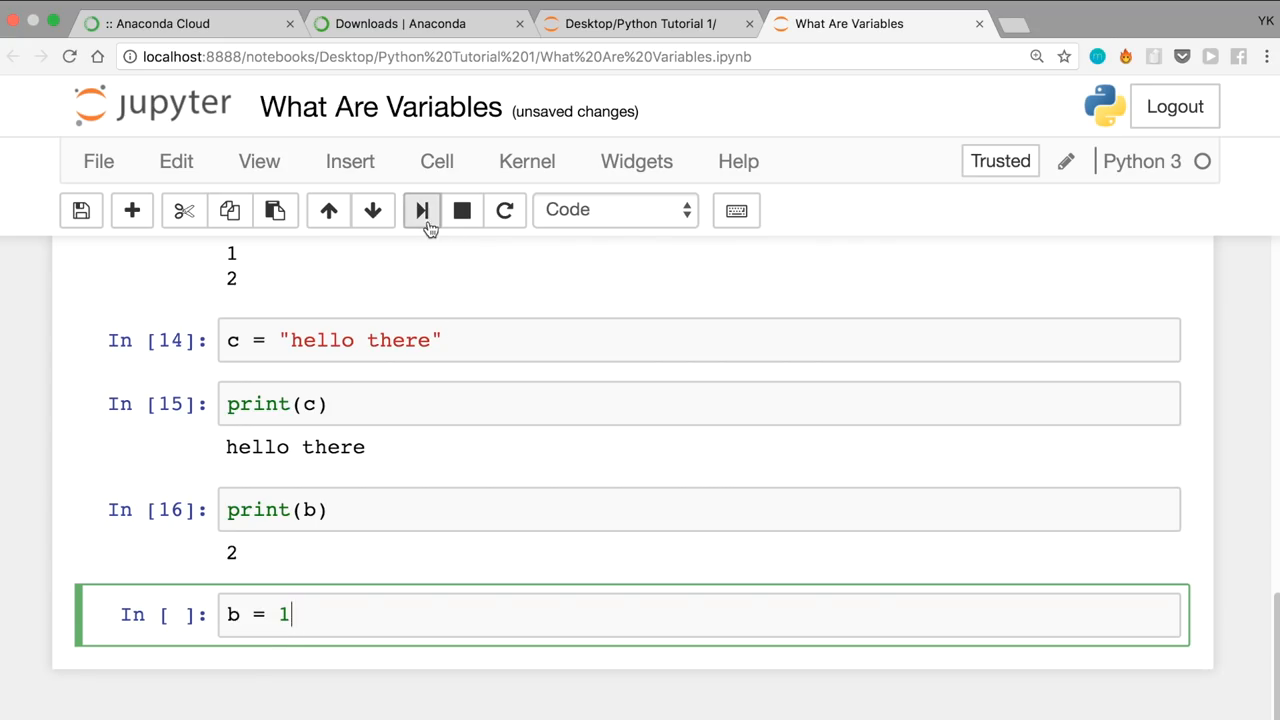 :: Anaconda Cloud
Downloads | Anaconda
Desktop/Python Tutorial 1/
What Are Variables
YK
localhost:8888/notebooks/Desktop/Python%20Tutorial%201/What%20Are%20Variables.ipynb
jupyter What Are Variables (unsaved changes)
Logout
File Edit View Insert Cell Kernel Widgets Help
Trusted
Python 3
Code
1
2
In [14]: c = "hello there"
In [15]: print(c)
hello there
In [16]: print(b)
2
In [ ]: b = 1